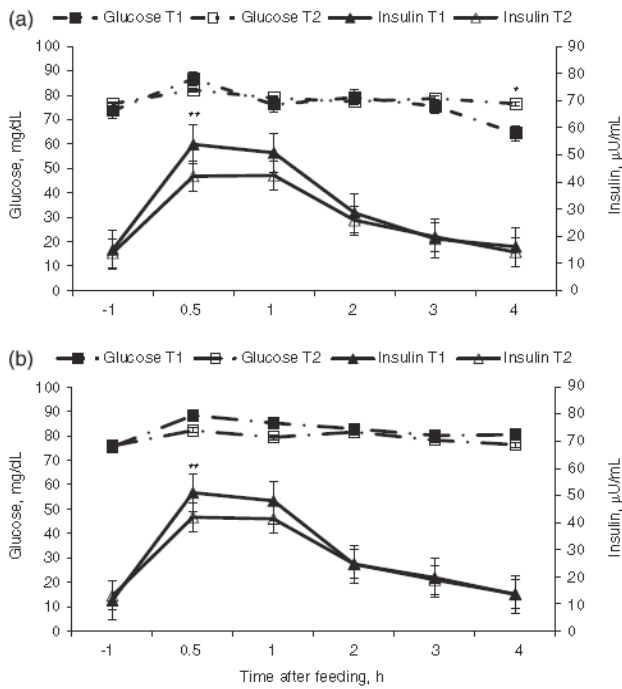 (a)
Glucose T1 Glucose T2 Insulin T1 Insulin T2
100 90
90 80
80 70
70 60
60 50
50 40
40 30
30 20
20 10
10 0
0
Glucose, mg/dL
Insulin, µU/mL
**
*
-1 0.5 1 2 3 4
(b)
Glucose T1 Glucose T2 Insulin T1 Insulin T2
100 90
90 80
80 70
70 60
60 50
50 40
40 30
30 20
20 10
10 0
0
Glucose, mg/dL
Insulin, µU/mL
**
-1 0.5 1 2 3 4
Time after feeding, h